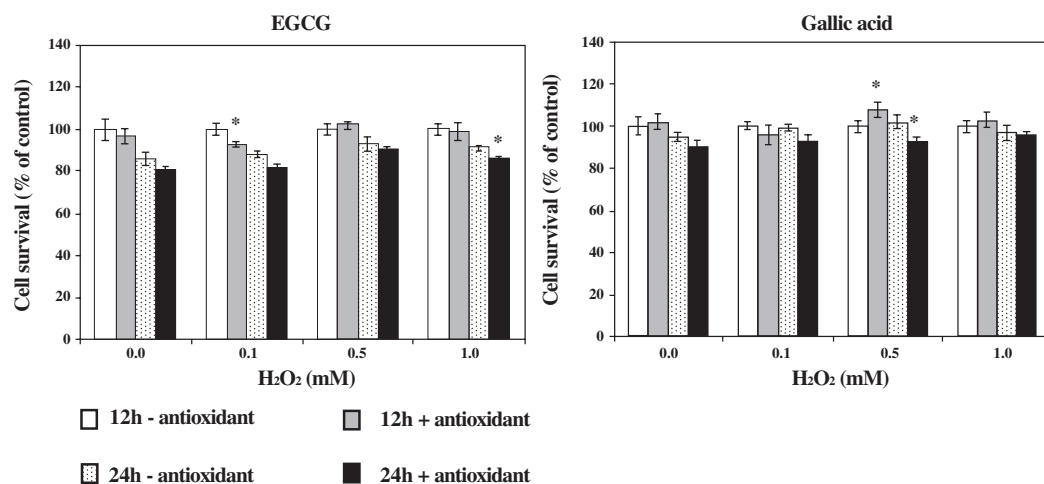 EGCG
Cell survival (% of control)
140
120
100
80
60
40
20
0
*
*
0.0 0.1 0.5 1.0
H₂O₂ (mM)
Gallic acid
Cell survival (% of control)
140
120
100
80
60
40
20
0
*
*
0.0 0.1 0.5 1.0
H₂O₂ (mM)
12h - antioxidant 12h + antioxidant
24h - antioxidant 24h + antioxidant